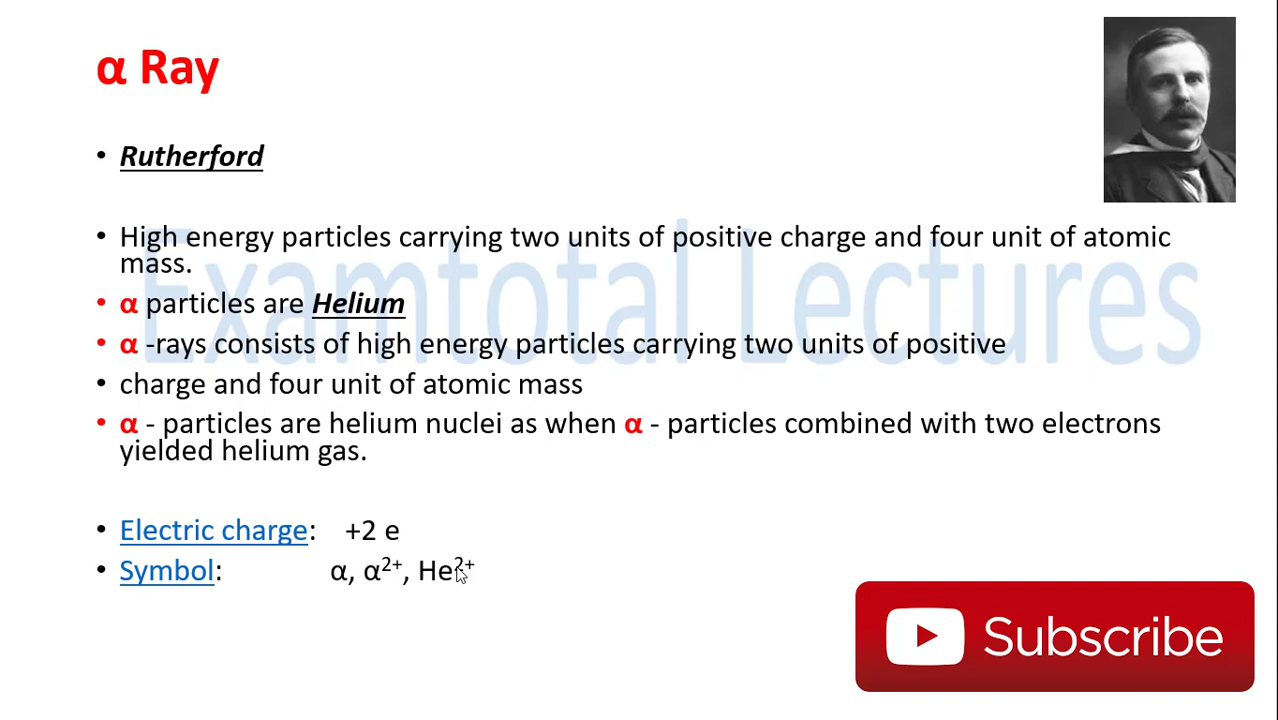 α Ray
• Rutherford
• High energy particles carrying two units of positive charge and four unit of atomic
mass.
• α particles are Helium
• α -rays consists of high energy particles carrying two units of positive
• charge and four unit of atomic mass
• α - particles are helium nuclei as when α - particles combined with two electrons
yielded helium gas.
• Electric charge: +2 e
• Symbol: α, α²⁺, He²⁺
Examtotal Lectures
Subscribe